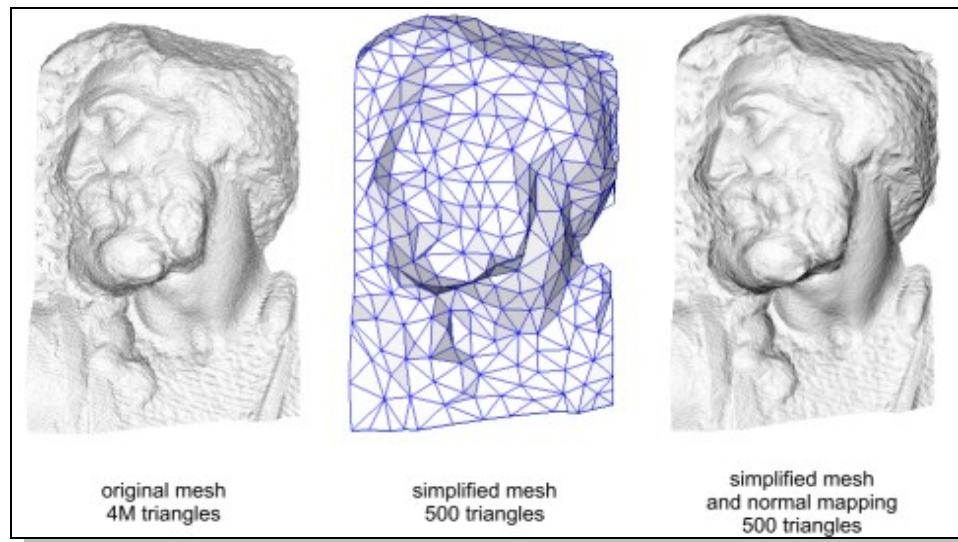 original mesh
4M triangles
simplified mesh
500 triangles
simplified mesh
and normal mapping
500 triangles